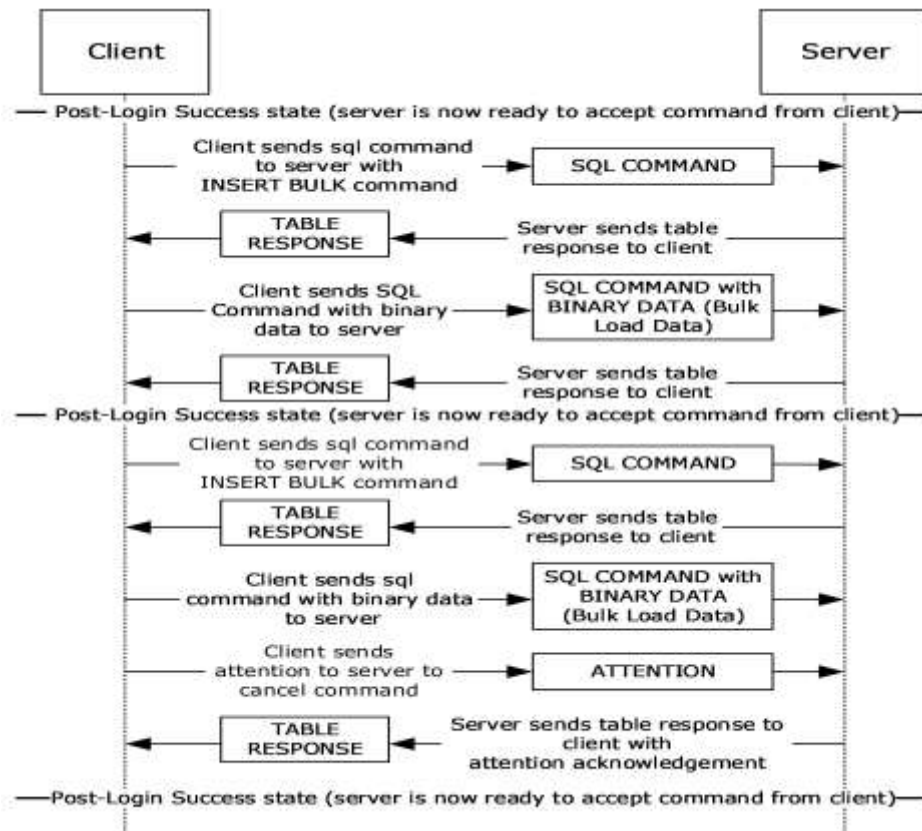 Client
Server
Post-Login Success state (server is now ready to accept command from client)
Client sends sql command
to server with
INSERT BULK command
SQL COMMAND
TABLE
RESPONSE
Server sends table
response to client
Client sends SQL
Command with binary
data to server
SQL COMMAND with
BINARY DATA (Bulk
Load Data)
TABLE
RESPONSE
Server sends table
response to client
Post-Login Success state (server is now ready to accept command from client)
Client sends sql command
to server with
INSERT BULK command
SQL COMMAND
TABLE
RESPONSE
Server sends table
response to client
Client sends sql
command with binary data
to server
SQL COMMAND with
BINARY DATA
(Bulk Load Data)
Client sends
attention to server to
cancel command
ATTENTION
TABLE
RESPONSE
Server sends table response to
client with
attention acknowledgement
Post-Login Success state (server is now ready to accept command from client)